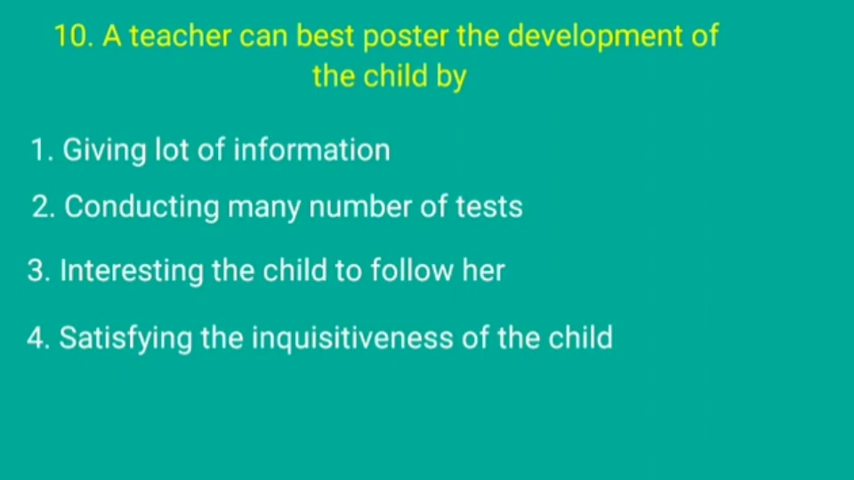 10. A teacher can best poster the development of
the child by
1. Giving lot of information
2. Conducting many number of tests
3. Interesting the child to follow her
4. Satisfying the inquisitiveness of the child